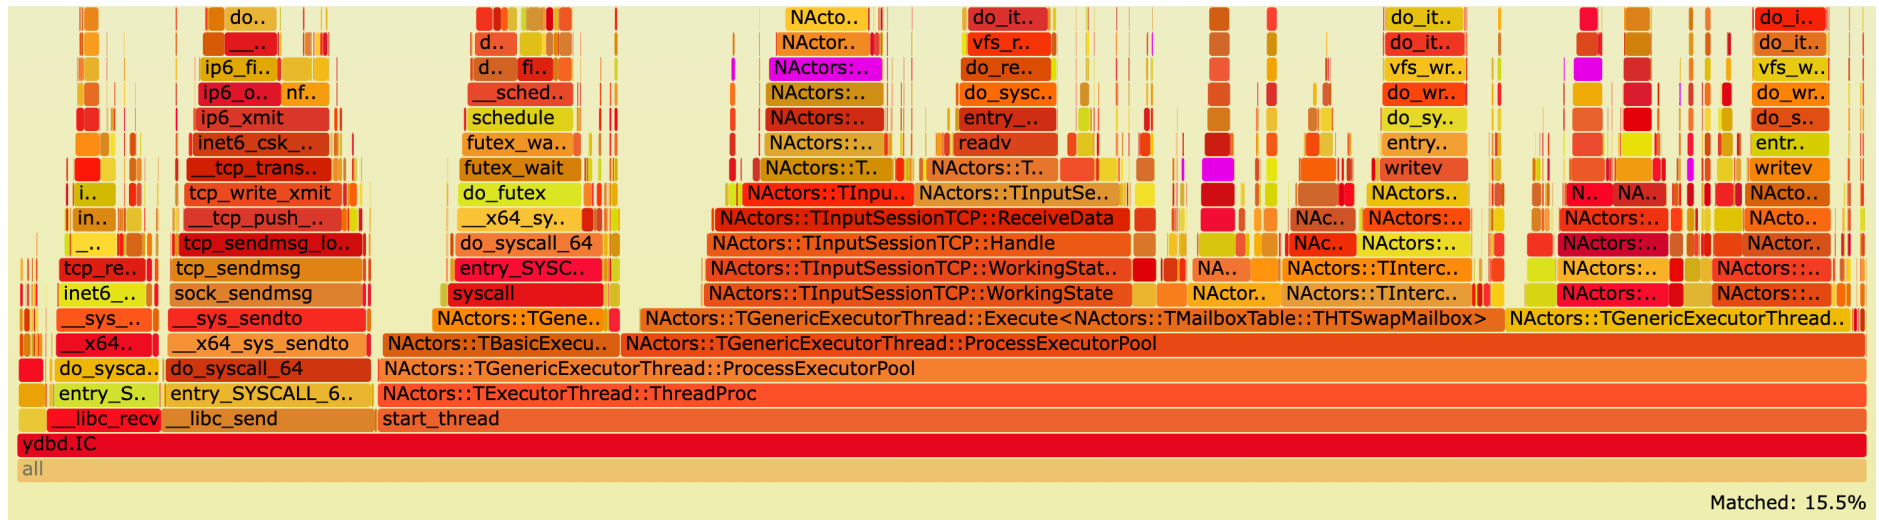 do.. NActo.. do_it.. do_it.. do_i..
___.. d.. NActor.. vfs_r.. do_it.. do_it..
ip6_fi.. d.. fi.. NActors:.. do_re.. vfs_wr.. vfs_w..
ip6_o.. nf.. __sched.. NActors:.. do_sysc.. do_wr.. do_wr..
ip6_xmit schedule NActors:.. entry_.. do_sy.. do_s..
inet6_csk_.. futex_wa.. NActors::.. readv entry.. entr..
__tcp_trans.. futex_wait NActors::T.. NActors::T.. writev writev
i.. tcp_write_xmit do_futex NActors::TInpu.. NActors::TInputSe.. NActors.. N.. NA.. NActo..
in.. __tcp_push_.. __x64_sy.. NActors::TInputSessionTCP::ReceiveData NAc.. NActors:.. NActors:.. NActo..
_.. tcp_sendmsg_lo.. do_syscall_64 NActors::TInputSessionTCP::Handle NAc.. NActors:.. NActors:.. NActor..
tcp_re.. tcp_sendmsg entry_SYSC.. NActors::TInputSessionTCP::WorkingStat.. NA.. NActors::TInterc.. NActors:.. NActors::..
inet6_.. sock_sendmsg syscall NActors::TInputSessionTCP::WorkingState NActor.. NActors::TInterc.. NActors:.. NActors::..
__sys_.. __sys_sendto NActors::TGene.. NActors::TGenericExecutorThread::Execute<NActors::TMailboxTable::THTSwapMailbox> NActors::TGenericExecutorThread..
__x64.. __x64_sys_sendto NActors::TBasicExecu.. NActors::TGenericExecutorThread::ProcessExecutorPool
do_sysca.. do_syscall_64 NActors::TGenericExecutorThread::ProcessExecutorPool
entry_S.. entry_SYSCALL_6.. NActors::TExecutorThread::ThreadProc
__libc_recv __libc_send start_thread
ydbd.IC
all
Matched: 15.5%